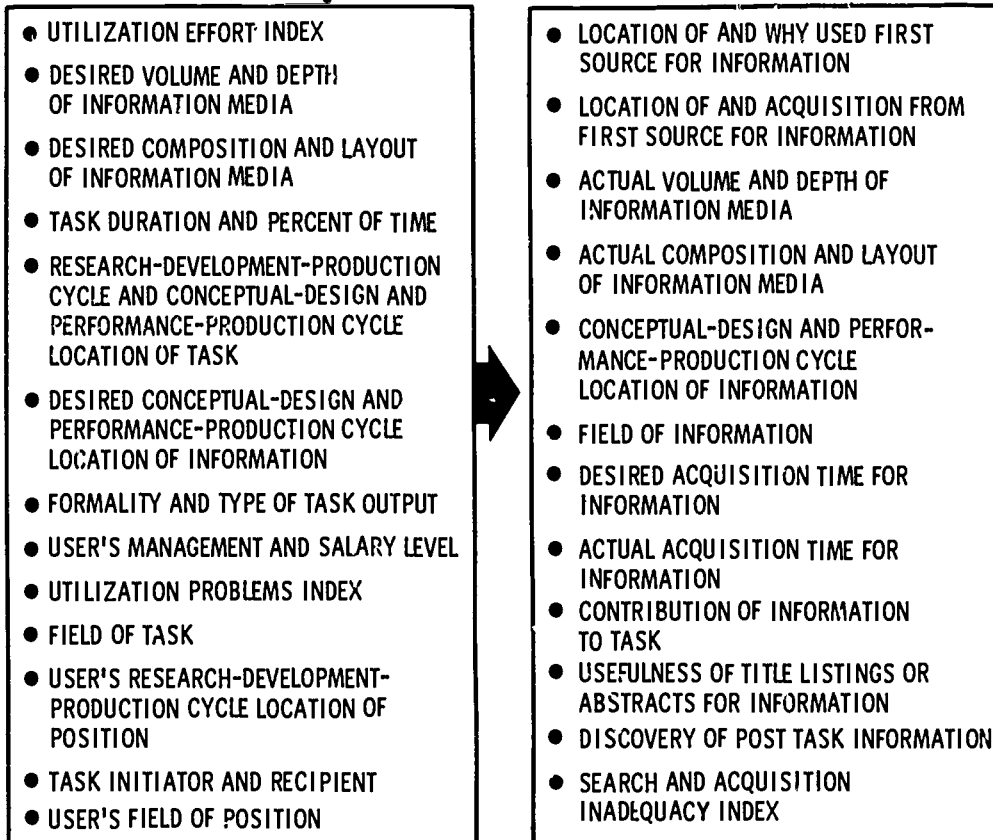 ● UTILIZATION EFFORT INDEX
● DESIRED VOLUME AND DEPTH
OF INFORMATION MEDIA
● DESIRED COMPOSITION AND LAYOUT
OF INFORMATION MEDIA
● TASK DURATION AND PERCENT OF TIME
● RESEARCH-DEVELOPMENT-PRODUCTION
CYCLE AND CONCEPTUAL-DESIGN AND
PERFORMANCE-PRODUCTION CYCLE
LOCATION OF TASK
● DESIRED CONCEPTUAL-DESIGN AND
PERFORMANCE-PRODUCTION CYCLE
LOCATION OF INFORMATION
● FORMALITY AND TYPE OF TASK OUTPUT
● USER'S MANAGEMENT AND SALARY LEVEL
● UTILIZATION PROBLEMS INDEX
● FIELD OF TASK
● USER'S RESEARCH-DEVELOPMENT-
PRODUCTION CYCLE LOCATION OF
POSITION
● TASK INITIATOR AND RECIPIENT
● USER'S FIELD OF POSITION
● LOCATION OF AND WHY USED FIRST
SOURCE FOR INFORMATION
● LOCATION OF AND ACQUISITION FROM
FIRST SOURCE FOR INFORMATION
● ACTUAL VOLUME AND DEPTH OF
INFORMATION MEDIA
● ACTUAL COMPOSITION AND LAYOUT
OF INFORMATION MEDIA
● CONCEPTUAL-DESIGN AND PERFOR-
MANCE-PRODUCTION CYCLE
LOCATION OF INFORMATION
● FIELD OF INFORMATION
● DESIRED ACQUISITION TIME FOR
INFORMATION
● ACTUAL ACQUISITION TIME FOR
INFORMATION
● CONTRIBUTION OF INFORMATION
TO TASK
● USEFULNESS OF TITLE LISTINGS OR
ABSTRACTS FOR INFORMATION
● DISCOVERY OF POST TASK INFORMATION
● SEARCH AND ACQUISITION
INADEQUACY INDEX